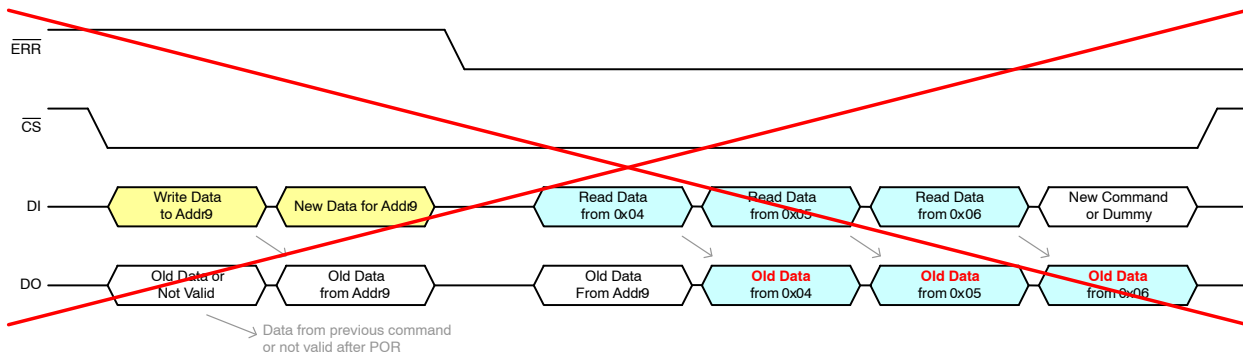 ERR
CS
DI
Write Data
to Addr9
New Data for Addr9
Read Data
from 0x04
Read Data
from 0x05
Read Data
from 0x06
New Command
or Dummy
DO
Old Data or
Not Valid
Old Data
from Addr9
Old Data
From Addr9
Old Data
from 0x04
Old Data
from 0x05
Old Data
from 0x06
Data from previous command
or not valid after POR